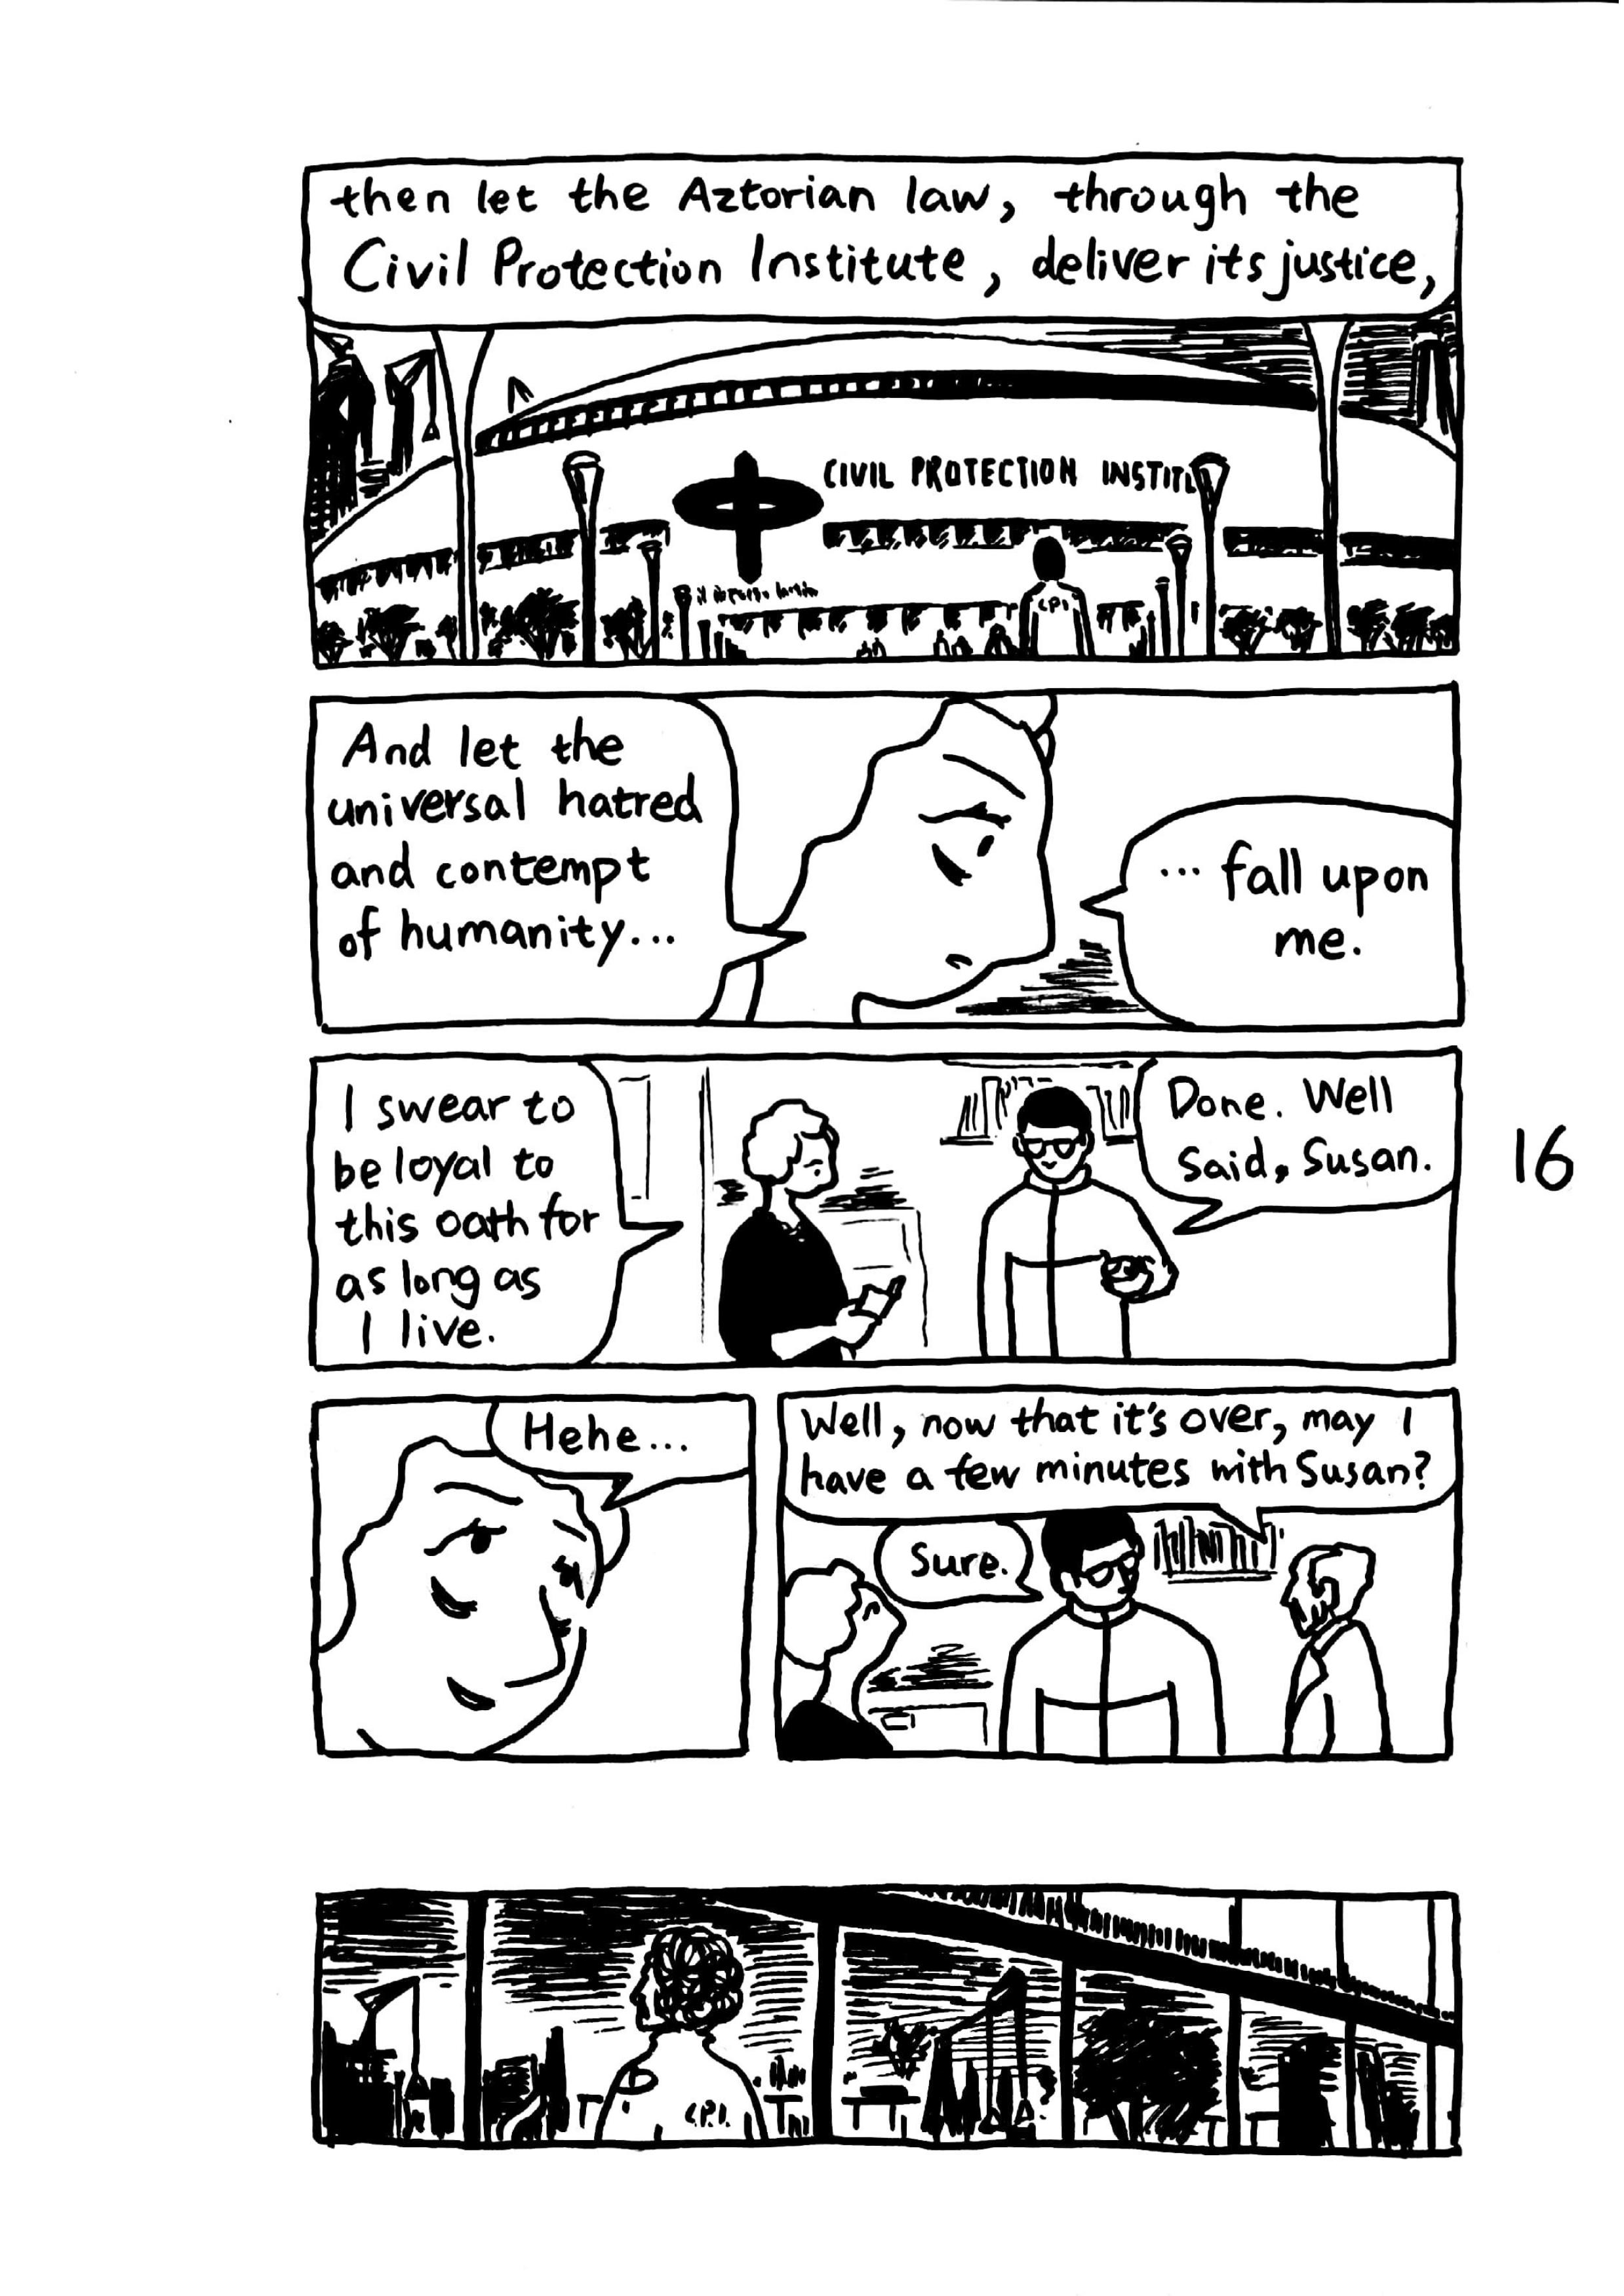 then let the Aztorian law, through the
Civil Protection Institute, deliver its justice,
CIVIL PROTECTION
C.P.I.
And let the
universal hatred
and contempt
of humanity...
... fall upon
me.
I swear to
be loyal to
this oath for
as long as
I live.
Done. Well
said, Susan.
16
Hehe...
Well, now that it's over, may I
have a few minutes with Susan?
Sure.
C.P.I.